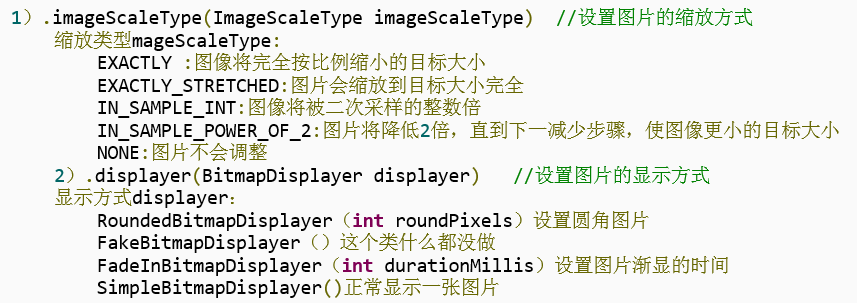 1）.imageScaleType(ImageScaleType imageScaleType)  //设置图片的缩放方式
缩放类型mageScaleType:
EXACTLY :图像将完全按比例缩小的目标大小
EXACTLY_STRETCHED:图片会缩放到目标大小完全
IN_SAMPLE_INT:图像将被二次采样的整数倍
IN_SAMPLE_POWER_OF_2:图片将降低2倍，直到下一减少步骤，使图像更小的目标大小
NONE:图片不会调整
2）.displayer(BitmapDisplayer displayer)   //设置图片的显示方式
显示方式displayer：
RoundedBitmapDisplayer（int roundPixels）设置圆角图片
FakeBitmapDisplayer（）这个类什么都没做
FadeInBitmapDisplayer（int durationMillis）设置图片渐显的时间
SimpleBitmapDisplayer()正常显示一张图片